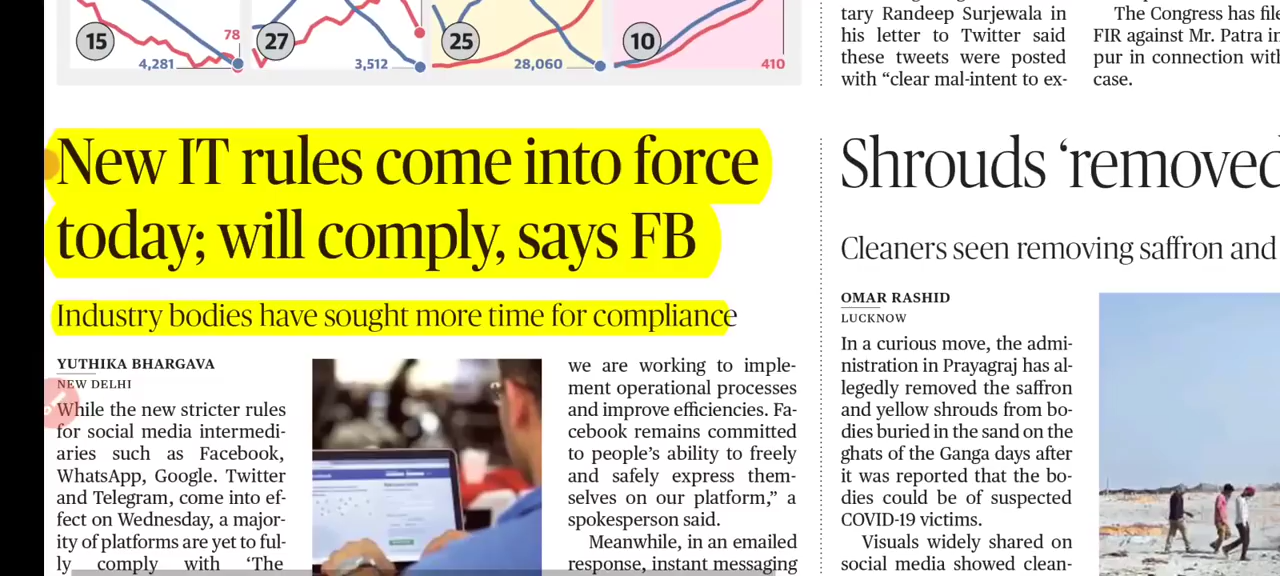 15
78
4,281
27
3,512
25
28,060
10
410
New IT rules come into force
today; will comply, says FB
Industry bodies have sought more time for compliance
YUTHIKA BHARGAVA
NEW DELHI
While the new stricter rules
for social media intermedi-
aries such as Facebook,
WhatsApp, Google. Twitter
and Telegram, come into ef-
fect on Wednesday, a major-
ity of platforms are yet to ful-
ly comply with ‘The
we are working to imple-
ment operational processes
and improve efficiencies. Fa-
cebook remains committed
to people’s ability to freely
and safely express them-
selves on our platform,” a
spokesperson said.
Meanwhile, in an emailed
response, instant messaging
tary Randeep Surjewala in
his letter to Twitter said
these tweets were posted
with “clear mal-intent to ex-
The Congress has file
FIR against Mr. Patra in
pur in connection with
case.
Shrouds ‘removed
Cleaners seen removing saffron and
OMAR RASHID
LUCKNOW
In a curious move, the admi-
nistration in Prayagraj has al-
legedly removed the saffron
and yellow shrouds from bo-
dies buried in the sand on the
ghats of the Ganga days after
it was reported that the bo-
dies could be of suspected
COVID-19 victims.
Visuals widely shared on
social media showed clean-